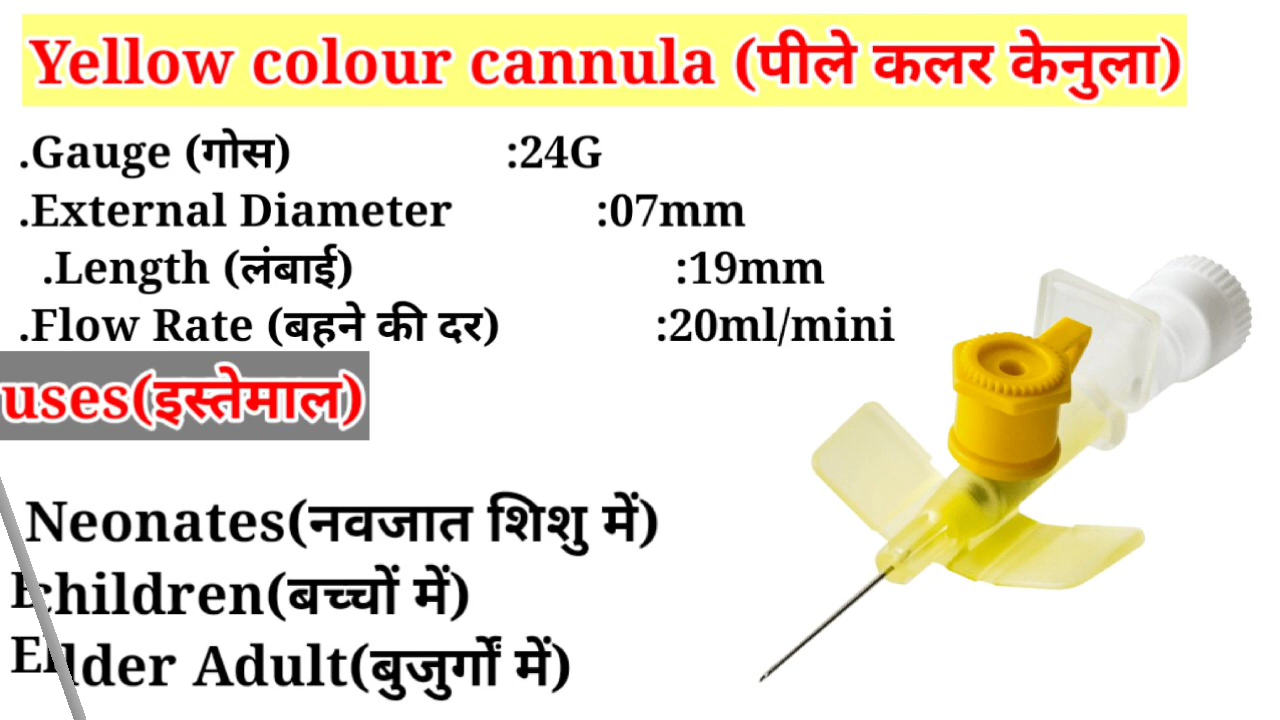 Yellow colour cannula (पीले कलर केनुला)
.Gauge (गोस) :24G
.External Diameter :07mm
.Length (लंबाई) :19mm
.Flow Rate (बहने की दर) :20ml/mini
uses(इस्तेमाल)
Neonates(नवजात शिशु में)
children(बच्चों में)
Elder Adult(बुजुर्गों में)